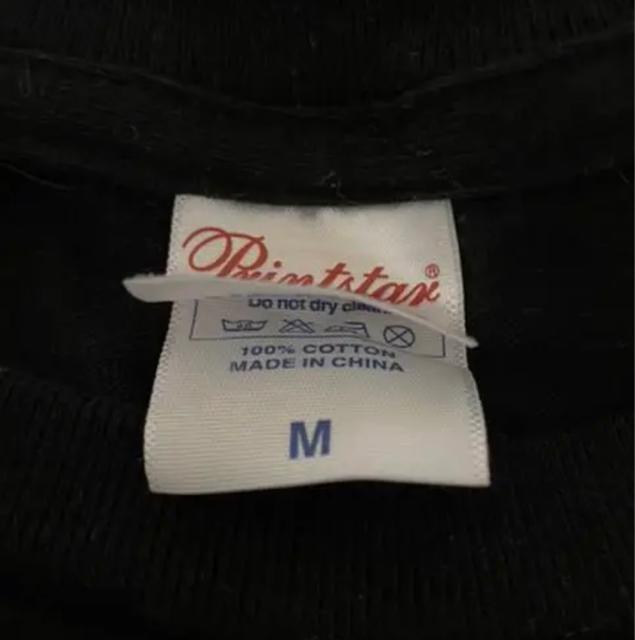 Printstar®
Do not dry clean
100% COTTON
MADE IN CHINA
M